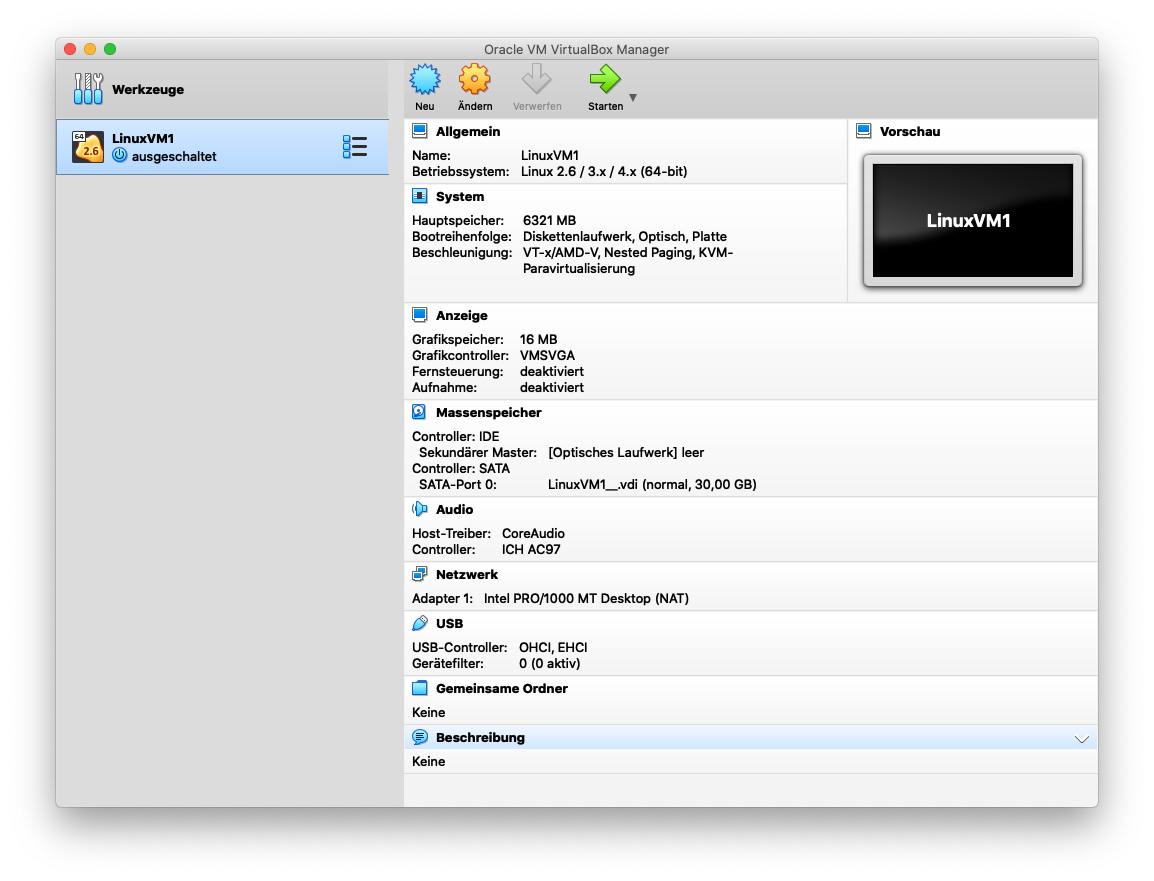 Oracle VM VirtualBox Manager
Werkzeuge
64
2.6
LinuxVM1
ausgeschaltet
Neu
Ändern
Verwerfen
Starten
Allgemein
Name: LinuxVM1
Betriebssystem: Linux 2.6 / 3.x / 4.x (64-bit)
System
Hauptspeicher: 6321 MB
Bootreihenfolge: Diskettenlaufwerk, Optisch, Platte
Beschleunigung: VT-x/AMD-V, Nested Paging, KVM-
Paravirtualisierung
Vorschau
LinuxVM1
Anzeige
Grafikspeicher: 16 MB
Grafikcontroller: VMSVGA
Fernsteuerung: deaktiviert
Aufnahme: deaktiviert
Massenspeicher
Controller: IDE
Sekundärer Master: [Optisches Laufwerk] leer
Controller: SATA
SATA-Port 0: LinuxVM1__.vdi (normal, 30,00 GB)
Audio
Host-Treiber: CoreAudio
Controller: ICH AC97
Netzwerk
Adapter 1: Intel PRO/1000 MT Desktop (NAT)
USB
USB-Controller: OHCI, EHCI
Gerätefilter: 0 (0 aktiv)
Gemeinsame Ordner
Keine
Beschreibung
Keine